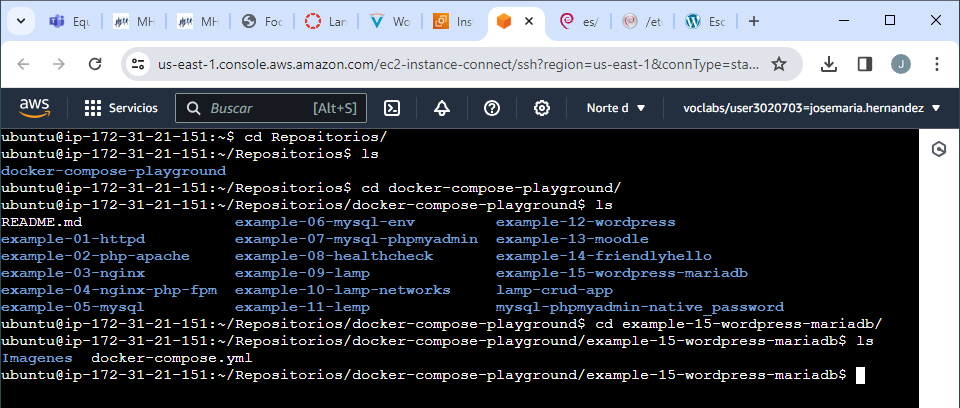 Equ MH MH Foc Lan Wo Inst es/ /et Esc
us-east-1.console.aws.amazon.com/ec2-instance-connect/ssh?region=us-east-1&connType=sta... J
aws Servicios Buscar [Alt+S] Norte d voclabs/user3020703=josemaria.hernandez
ubuntu@ip-172-31-21-151:~$ cd Repositorios/
ubuntu@ip-172-31-21-151:~/Repositorios$ ls
docker-compose-playground
ubuntu@ip-172-31-21-151:~/Repositorios$ cd docker-compose-playground/
ubuntu@ip-172-31-21-151:~/Repositorios/docker-compose-playground$ ls
README.md example-06-mysql-env example-12-wordpress
example-01-httpd example-07-mysql-phpmyadmin example-13-moodle
example-02-php-apache example-08-healthcheck example-14-friendlyhello
example-03-nginx example-09-lamp example-15-wordpress-mariadb
example-04-nginx-php-fpm example-10-lamp-networks lamp-crud-app
example-05-mysql example-11-lemp mysql-phpmyadmin-native_password
ubuntu@ip-172-31-21-151:~/Repositorios/docker-compose-playground$ cd example-15-wordpress-mariadb/
ubuntu@ip-172-31-21-151:~/Repositorios/docker-compose-playground/example-15-wordpress-mariadb$ ls
Imagenes docker-compose.yml
ubuntu@ip-172-31-21-151:~/Repositorios/docker-compose-playground/example-15-wordpress-mariadb$